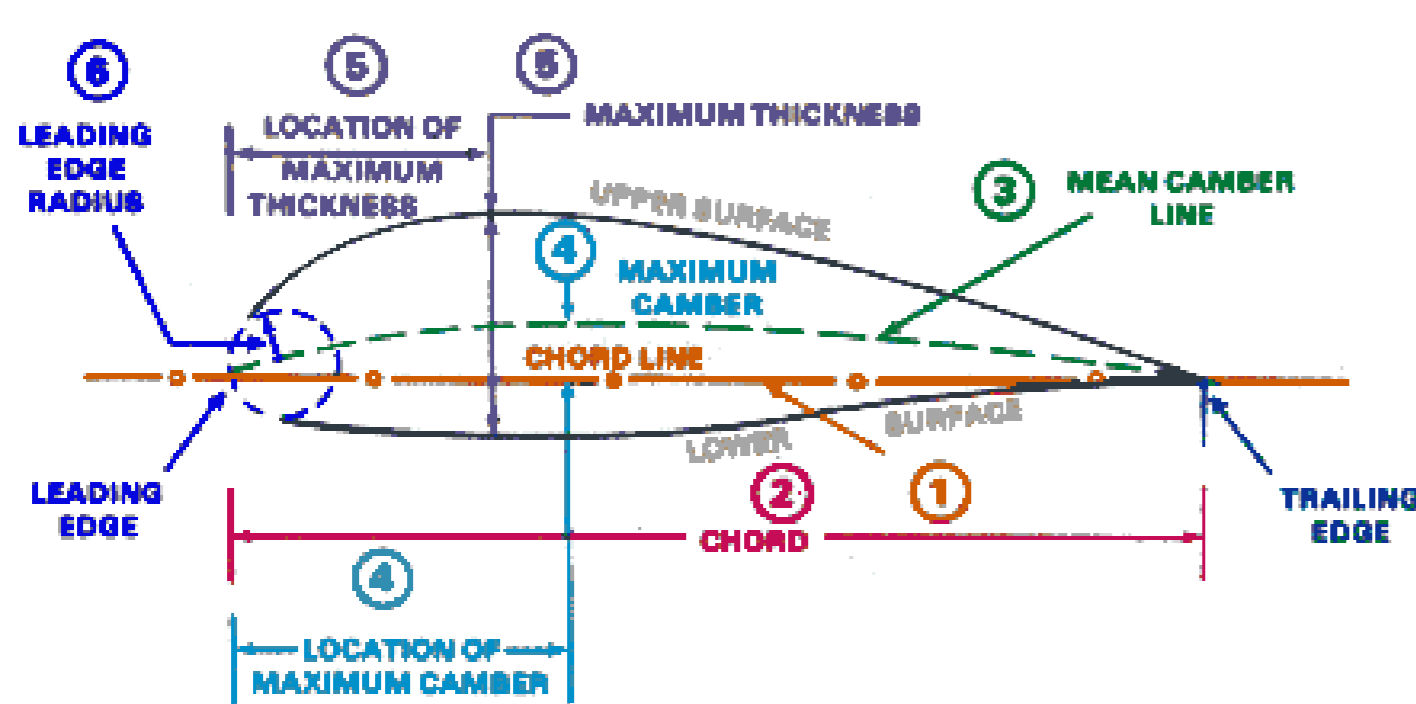 6
5
5
LEADING
EDGE
RADIUS
LOCATION OF
MAXIMUM
THICKNESS
MAXIMUM THICKNESS
UPPER SURFACE
3
MEAN CAMBER
LINE
4
MAXIMUM
CAMBER
CHORD LINE
LOWER SURFACE
LEADING
EDGE
2
CHORD
1
TRAILING
EDGE
4
LOCATION OF
MAXIMUM CAMBER